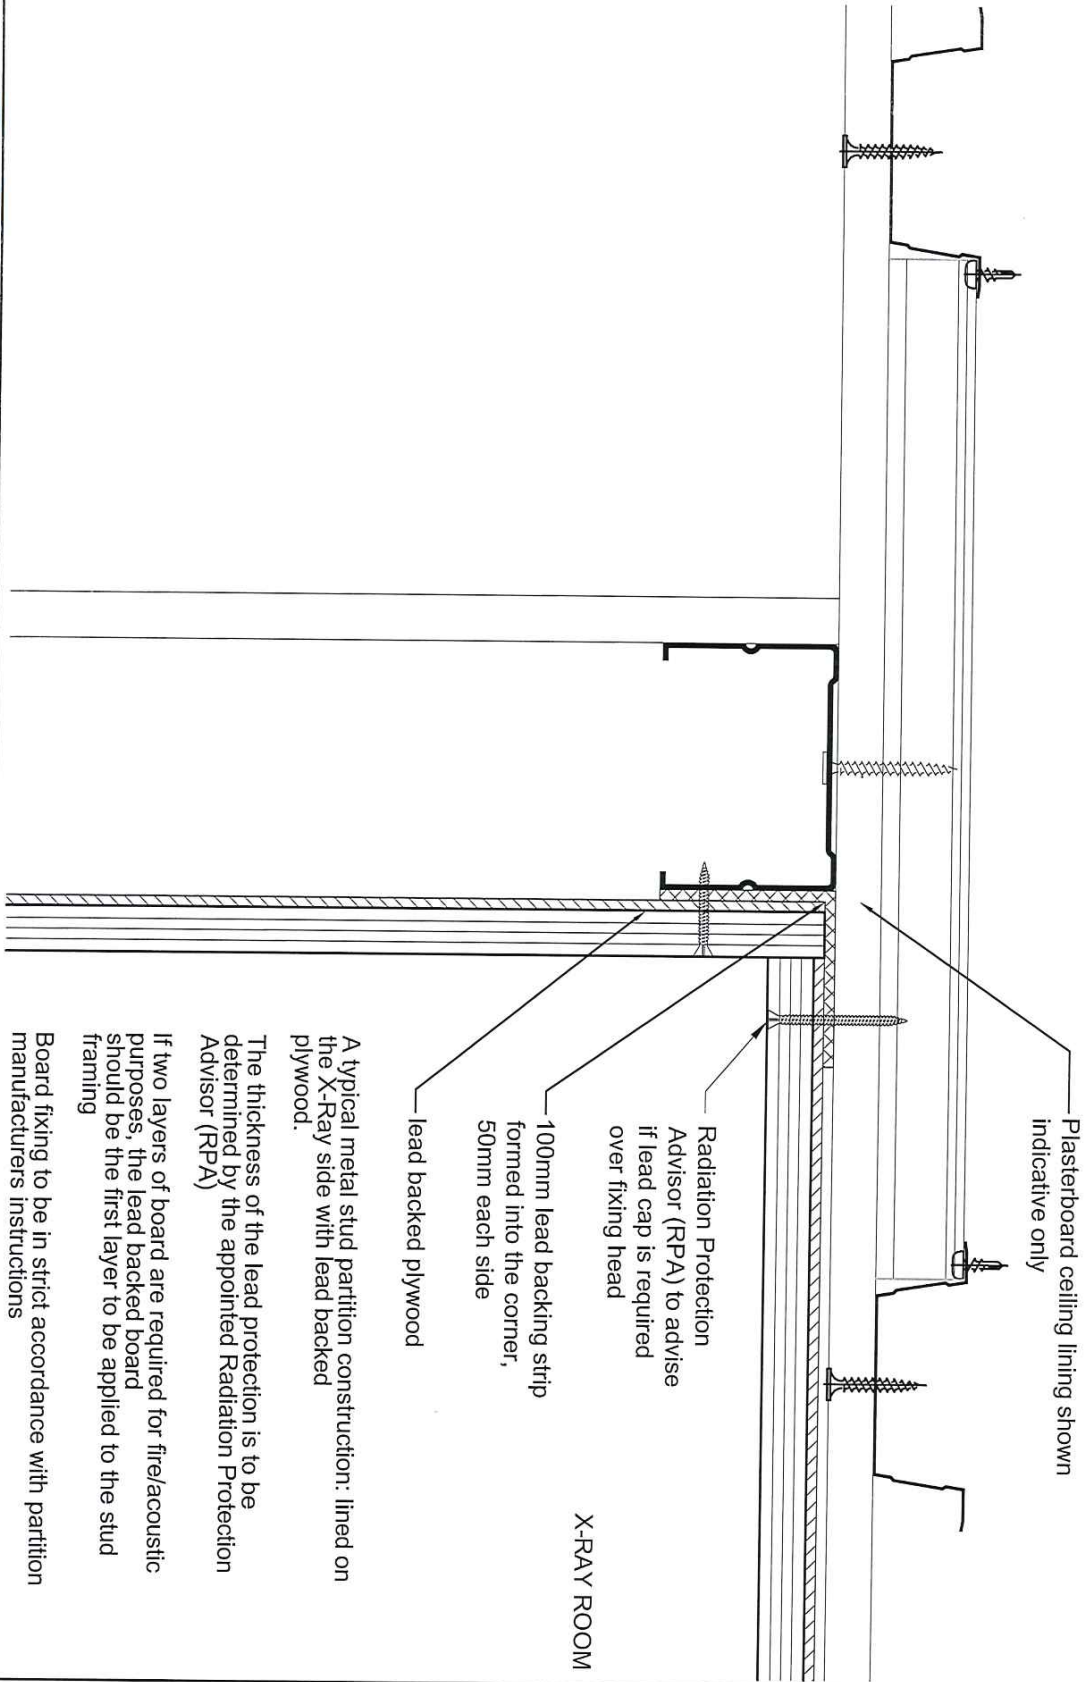 Plasterboard ceiling lining shown
indicative only
Radiation Protection
Advisor (RPA) to advise
if lead cap is required
over fixing head
100mm lead backing strip
formed into the corner,
50mm each side
lead backed plywood
X-RAY ROOM
A typical metal stud partition construction: lined on
the X-Ray side with lead backed
plywood.
The thickness of the lead protection is to be
determined by the appointed Radiation Protection
Advisor (RPA)
If two layers of board are required for fire/acoustic
purposes, the lead backed board
should be the first layer to be applied to the stud
framing
Board fixing to be in strict accordance with partition
manufacturers instructions